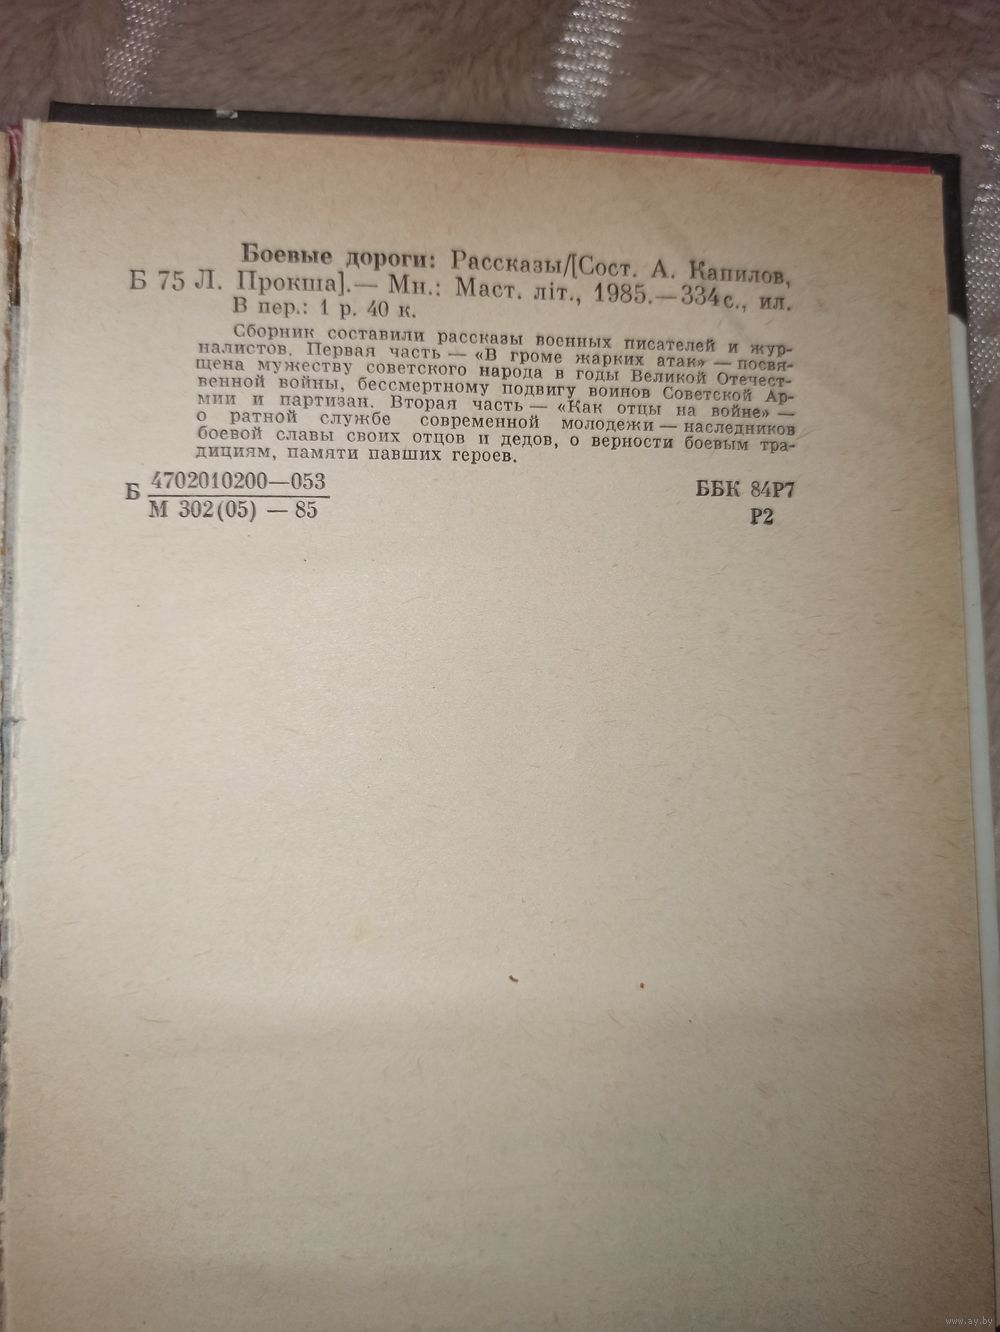 Боевые дороги: Рассказы/[Сост. А. Капилов,
Б 75 Л. Прокша].— Мн.: Маст. літ., 1985.—334с., ил.
В пер.: 1 р. 40 к.
Сборник составили рассказы военных писателей и жур-
налистов. Первая часть — «В громе жарких атак» — посвя-
щена мужеству советского народа в годы Великой Отечест-
венной войны, бессмертному подвигу воинов Советской Ар-
мии и партизан. Вторая часть — «Как отцы на войне» —
о ратной службе современной молодежи — наследников
боевой славы своих отцов и дедов, о верности боевым тра-
дициям, памяти павших героев.
Б 4702010200—053
М 302(05) — 85
ББК 84Р7
Р2
www.ay.by